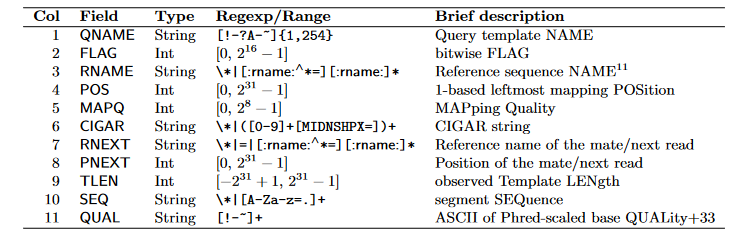 Col Field Type Regexp/Range Brief description
1 QNAME String [!-?A-~]{1,254} Query template NAME
2 FLAG Int [0, 2^16 − 1] bitwise FLAG
3 RNAME String \*|[:rname:^*=][:rname:]* Reference sequence NAME^11
4 POS Int [0, 2^31 − 1] 1-based leftmost mapping POSition
5 MAPQ Int [0, 2^8 − 1] MAPping Quality
6 CIGAR String \*|([0-9]+[MIDNSHPX=])+ CIGAR string
7 RNEXT String \*|=|[:rname:^*=][:rname:]* Reference name of the mate/next read
8 PNEXT Int [0, 2^31 − 1] Position of the mate/next read
9 TLEN Int [−2^31 + 1, 2^31 − 1] observed Template LENgth
10 SEQ String \*|[A-Za-z=.]+ segment SEQuence
11 QUAL String [!-~]+ ASCII of Phred-scaled base QUALity+33